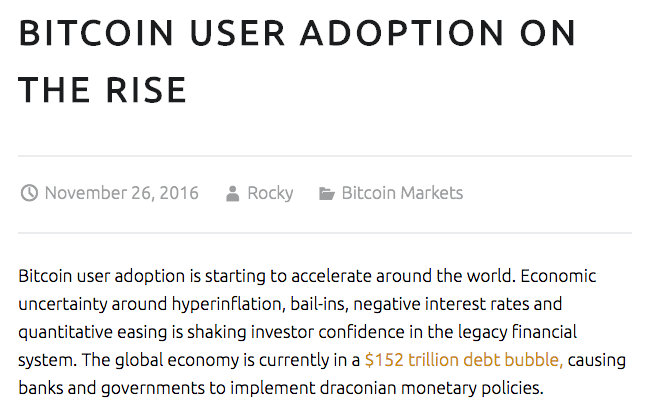 BITCOIN USER ADOPTION ON
THE RISE
November 26, 2016 Rocky Bitcoin Markets
Bitcoin user adoption is starting to accelerate around the world. Economic
uncertainty around hyperinflation, bail-ins, negative interest rates and
quantitative easing is shaking investor confidence in the legacy financial
system. The global economy is currently in a $152 trillion debt bubble, causing
banks and governments to implement draconian monetary policies.